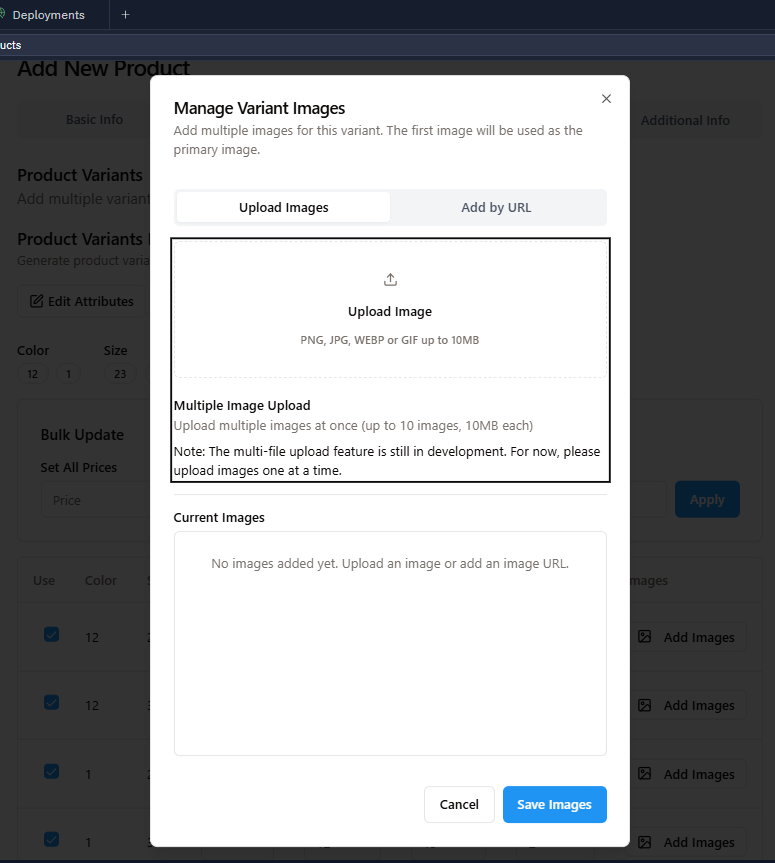 Deployments
ucts
Add New Product
Manage Variant Images
Add multiple images for this variant. The first image will be used as the
primary image.
Basic Info
Additional Info
Product Variants
Add multiple variant
Upload Images
Add by URL
Product Variants
Generate product varia
Upload Image
PNG, JPG, WEBP or GIF up to 10MB
Edit Attributes
Color
Size
12
1
23
Multiple Image Upload
Upload multiple images at once (up to 10 images, 10MB each)
Note: The multi-file upload feature is still in development. For now, please
upload images one at a time.
Bulk Update
Set All Prices
Price
Apply
Current Images
No images added yet. Upload an image or add an image URL.
Use
Color
mages
12
Add Images
12
Add Images
1
Add Images
1
Add Images
Cancel
Save Images